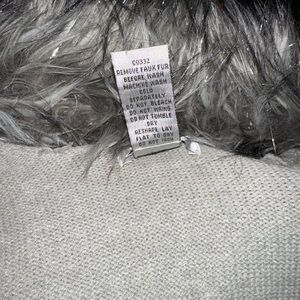 C0332
REMOVE FAUX FUR
BEFORE WASH
MACHINE WASH
COLD
SEPARATELY
DO NOT BLEACH
DO NOT WRING
DO NOT TUMBLE
DRY
RESHAPE, LAY
FLAT TO DRY
DO NOT IRON